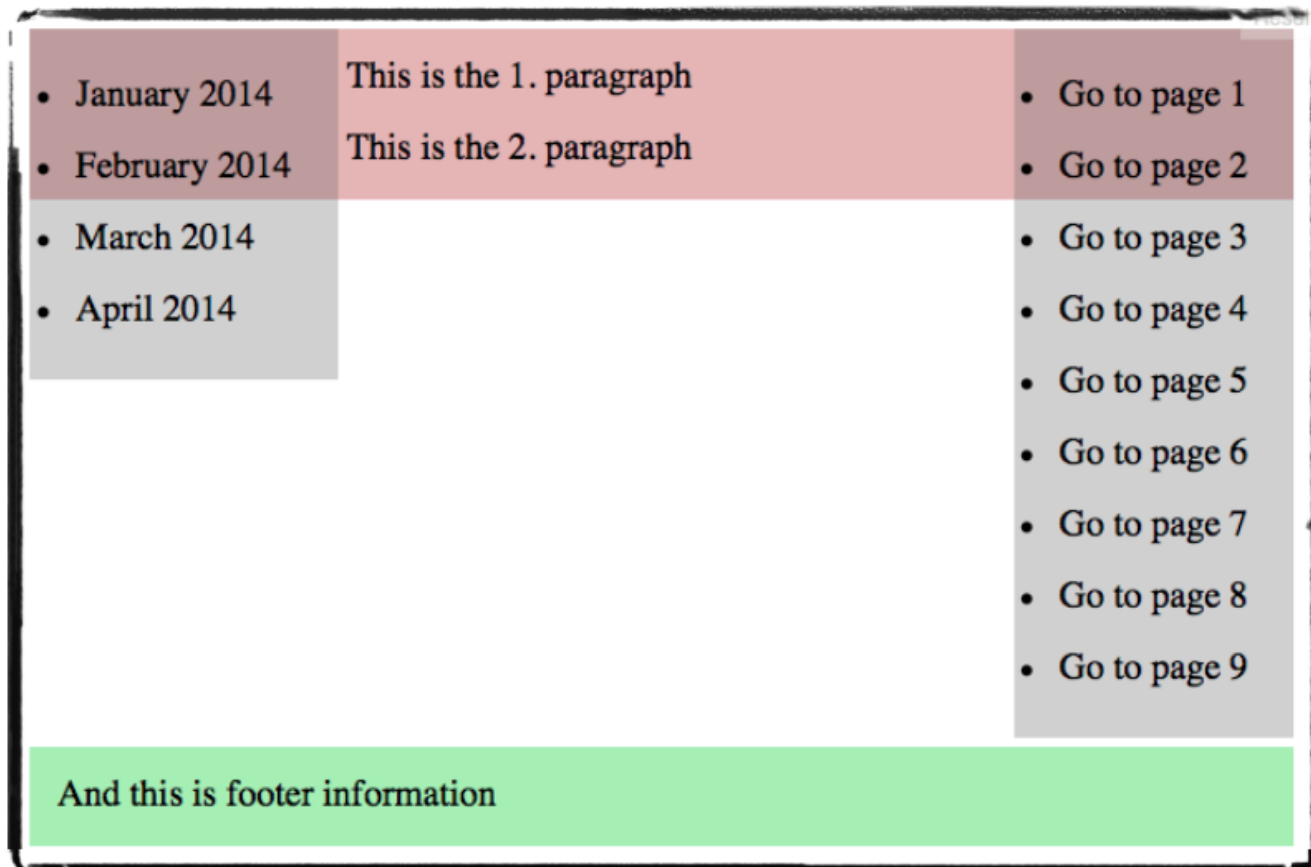 January 2014
February 2014
March 2014
April 2014
This is the 1. paragraph
This is the 2. paragraph
Go to page 1
Go to page 2
Go to page 3
Go to page 4
Go to page 5
Go to page 6
Go to page 7
Go to page 8
Go to page 9
And this is footer information